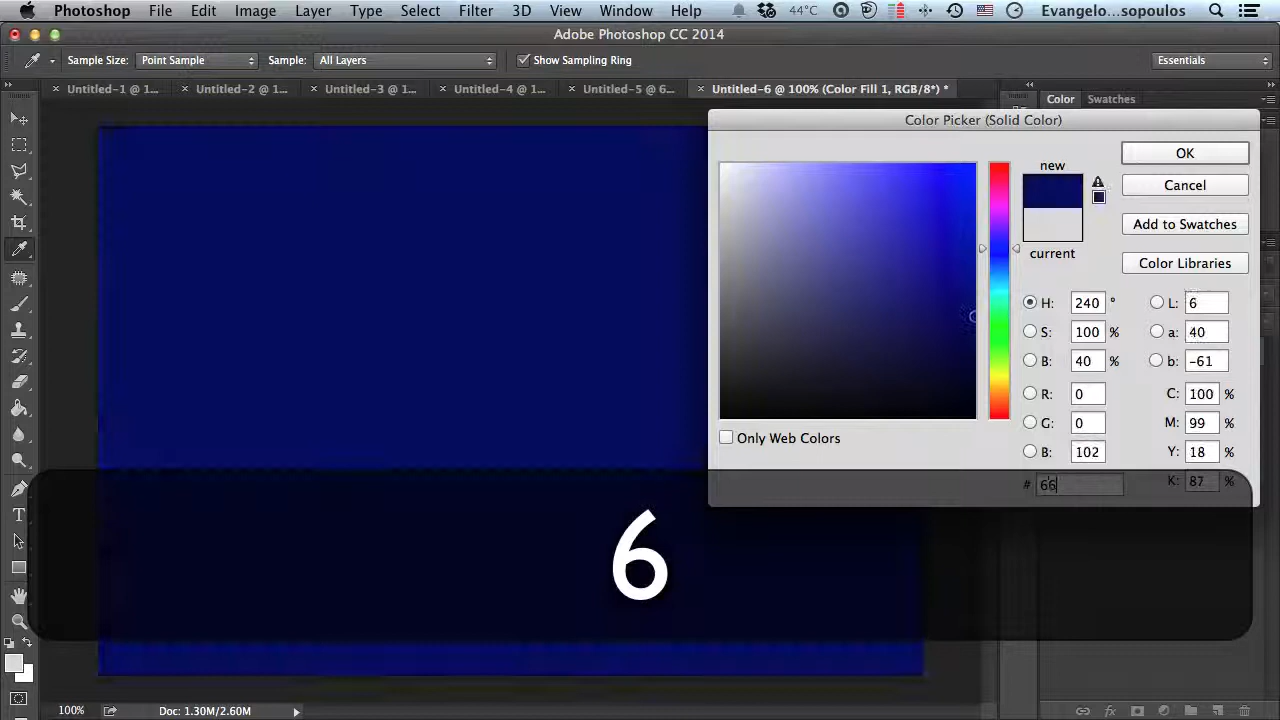 Photoshop File Edit Image Layer Type Select Filter 3D View Window Help 44°C Evangelo...sopoulos
Adobe Photoshop CC 2014
Sample Size: Point Sample Sample: All Layers Show Sampling Ring Essentials
× Untitled-1 @ 1... × Untitled-2 @ 1... × Untitled-3 @ 1... × Untitled-4 @ 1... × Untitled-5 @ 6... × Untitled-6 @ 100% (Color Fill 1, RGB/8*) *
Color Swatches
Color Picker (Solid Color)
new
OK
Cancel
Add to Swatches
current
Color Libraries
H: 240 ° L: 6
S: 100 % a: 40
B: 40 % b: -61
R: 0 C: 100 %
G: 0 M: 99 %
Only Web Colors
B: 102 Y: 18 %
# 66 K: 87 %
6
T
100% Doc: 1.30M/2.60M
fx